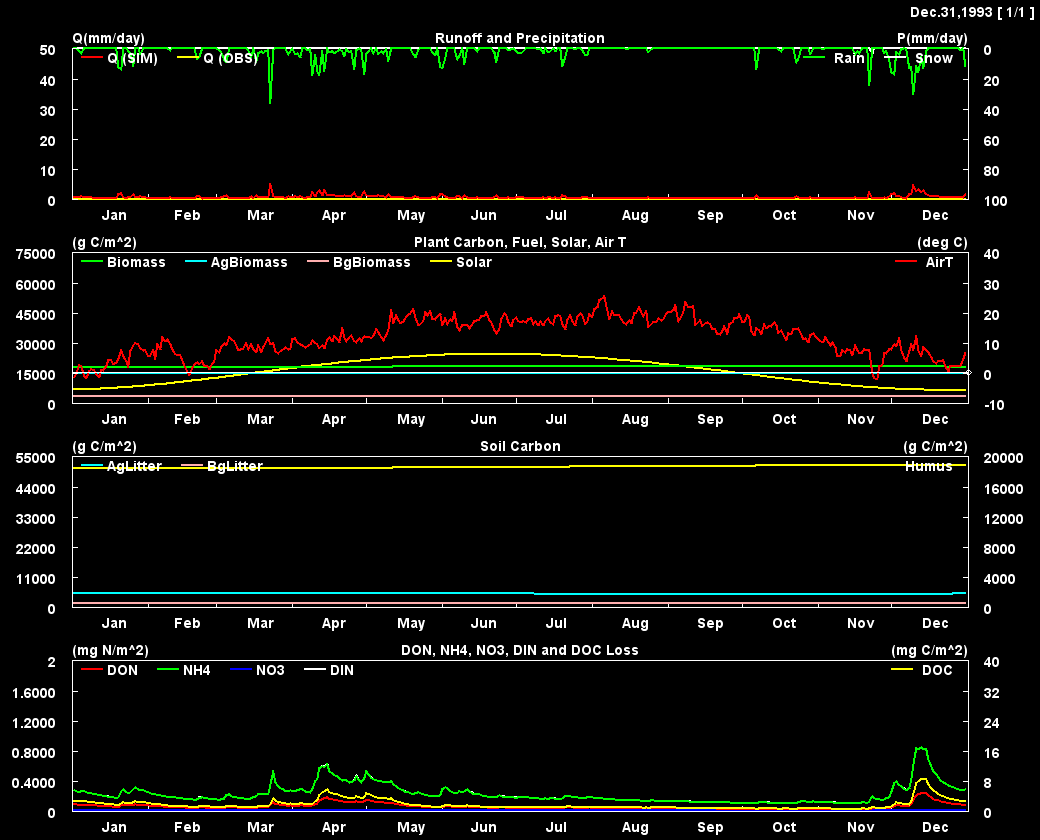 Dec.31,1993 [ 1/1 ]
Q(mm/day) Runoff and Precipitation P(mm/day)
50 Q (SIM) Q (OBS) Rain Snow 0
40 20
30 40
20 60
10 80
0 100
Jan Feb Mar Apr May Jun Jul Aug Sep Oct Nov Dec
(g C/m^2) Plant Carbon, Fuel, Solar, Air T (deg C)
75000 40
Biomass AgBiomass BgBiomass Solar AirT
60000 30
45000 20
30000 10
15000 0
0 -10
Jan Feb Mar Apr May Jun Jul Aug Sep Oct Nov Dec
(g C/m^2) Soil Carbon (g C/m^2)
55000 20000
AgLitter BgLitter Humus
44000 16000
33000 12000
22000 8000
11000 4000
0 0
Jan Feb Mar Apr May Jun Jul Aug Sep Oct Nov Dec
(mg N/m^2) DON, NH4, NO3, DIN and DOC Loss (mg C/m^2)
2 40
DON NH4 NO3 DIN DOC
1.6000 32
1.2000 24
0.8000 16
0.4000 8
0 0
Jan Feb Mar Apr May Jun Jul Aug Sep Oct Nov Dec